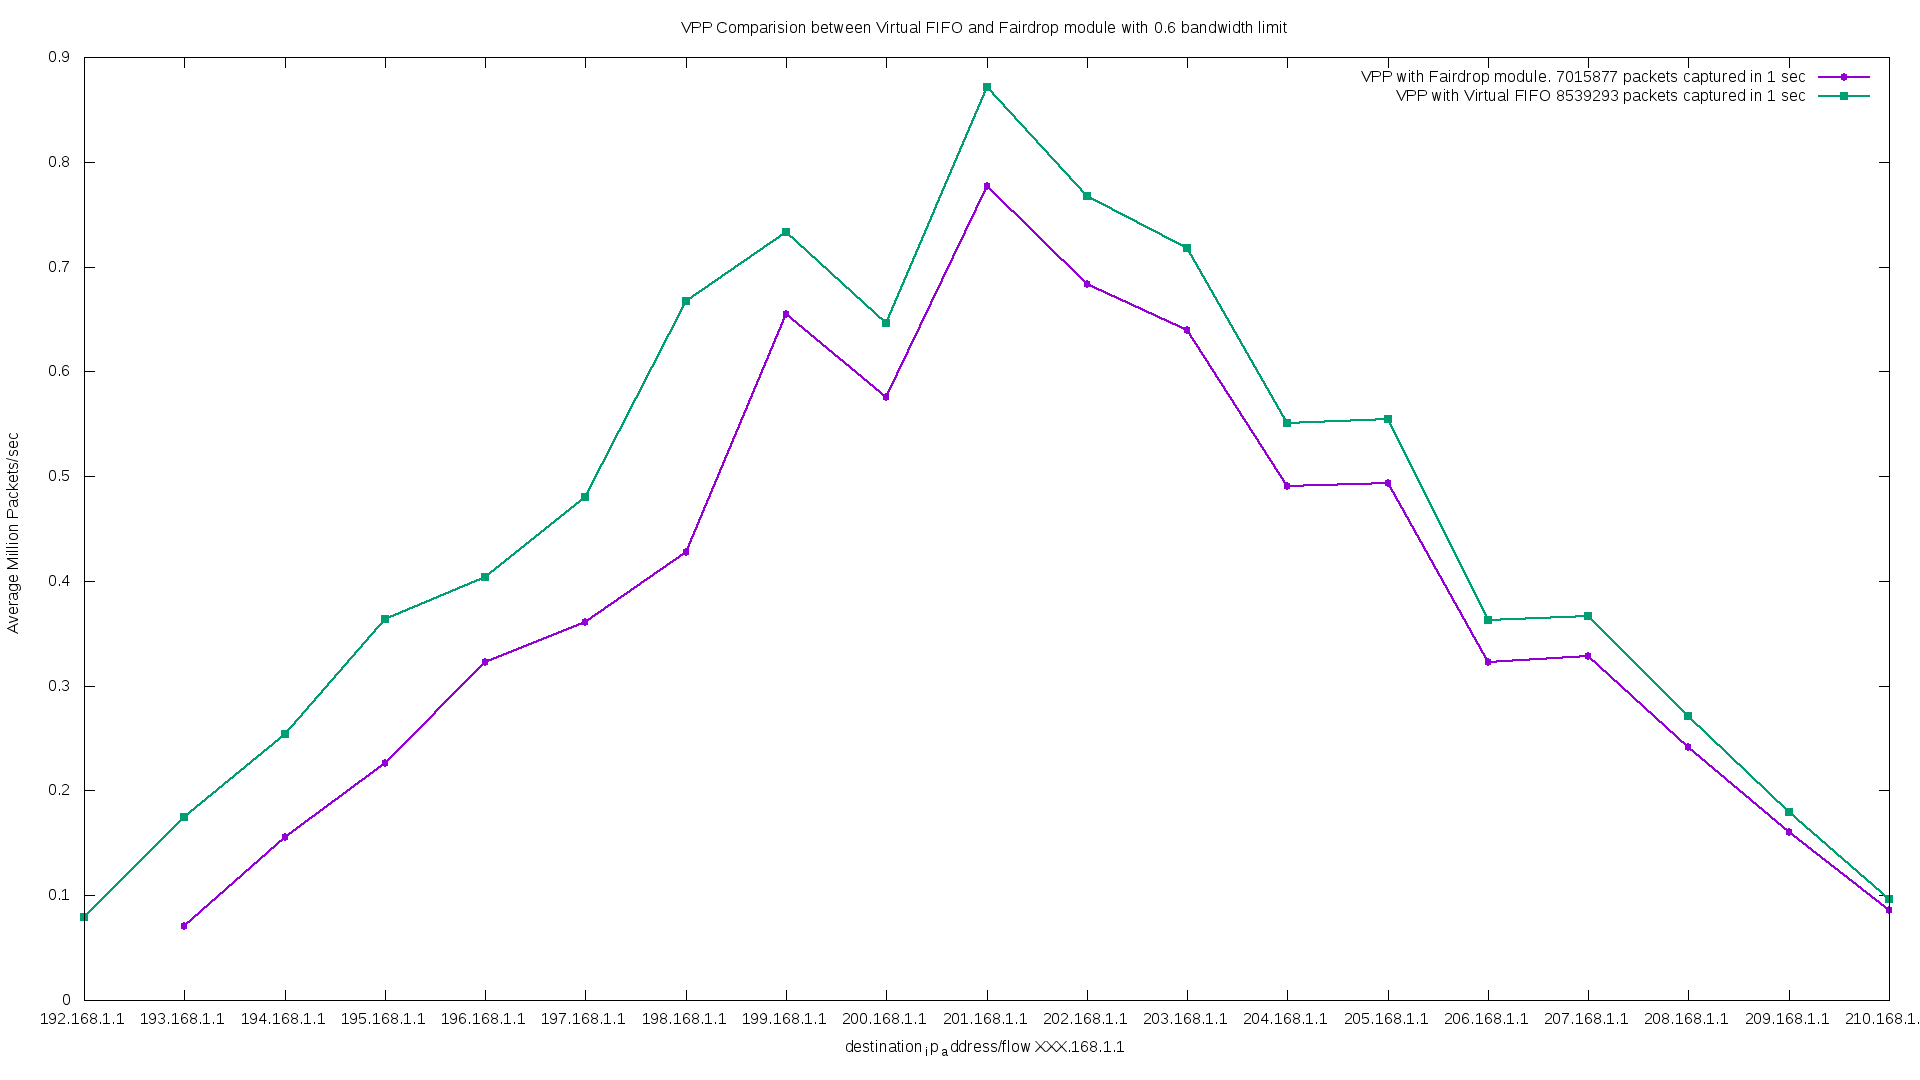 VPP Comparision between Virtual FIFO and Fairdrop module with 0.6 bandwidth limit
VPP with Fairdrop module. 7015877 packets captured in 1 sec
VPP with Virtual FIFO 8539293 packets captured in 1 sec
0.9
0.8
0.7
0.6
0.5
0.4
0.3
0.2
0.1
0
Average Million Packets/sec
192.168.1.1 193.168.1.1 194.168.1.1 195.168.1.1 196.168.1.1 197.168.1.1 198.168.1.1 199.168.1.1 200.168.1.1 201.168.1.1 202.168.1.1 203.168.1.1 204.168.1.1 205.168.1.1 206.168.1.1 207.168.1.1 208.168.1.1 209.168.1.1 210.168.1.
destination ip address/flow XXX.168.1.1